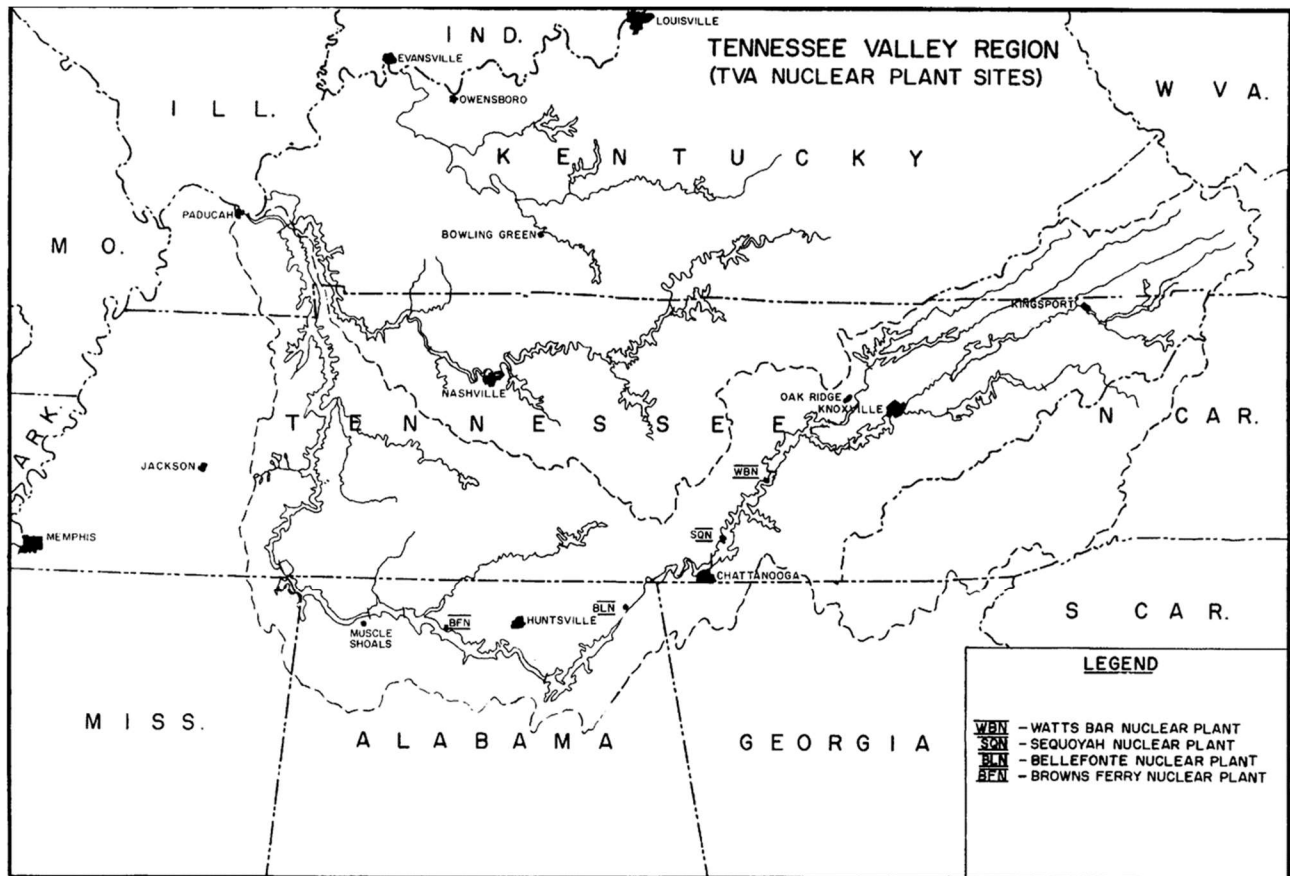 LOUISVILLE
I N D.
TENNESSEE VALLEY REGION
(TVA NUCLEAR PLANT SITES)
EVANSVILLE
OWENSBORO
W VA.
I L L.
K E N T U C K Y
PADUCAH
BOWLING GREEN
M O.
KINGSPORT
NASHVILLE
OAK RIDGE
KNOXVILLE
T E N N E S S E E
N CAR.
ARK.
JACKSON
WBN
MEMPHIS
SQN
CHATTANOOGA
BLN
S CAR.
MUSCLE
SHOALS
BFN
HUNTSVILLE
M I S S.
A L A B A M A
G E O R G I A
LEGEND
WBN – WATTS BAR NUCLEAR PLANT
SQN – SEQUOYAH NUCLEAR PLANT
BLN – BELLEFONTE NUCLEAR PLANT
BFN – BROWNS FERRY NUCLEAR PLANT